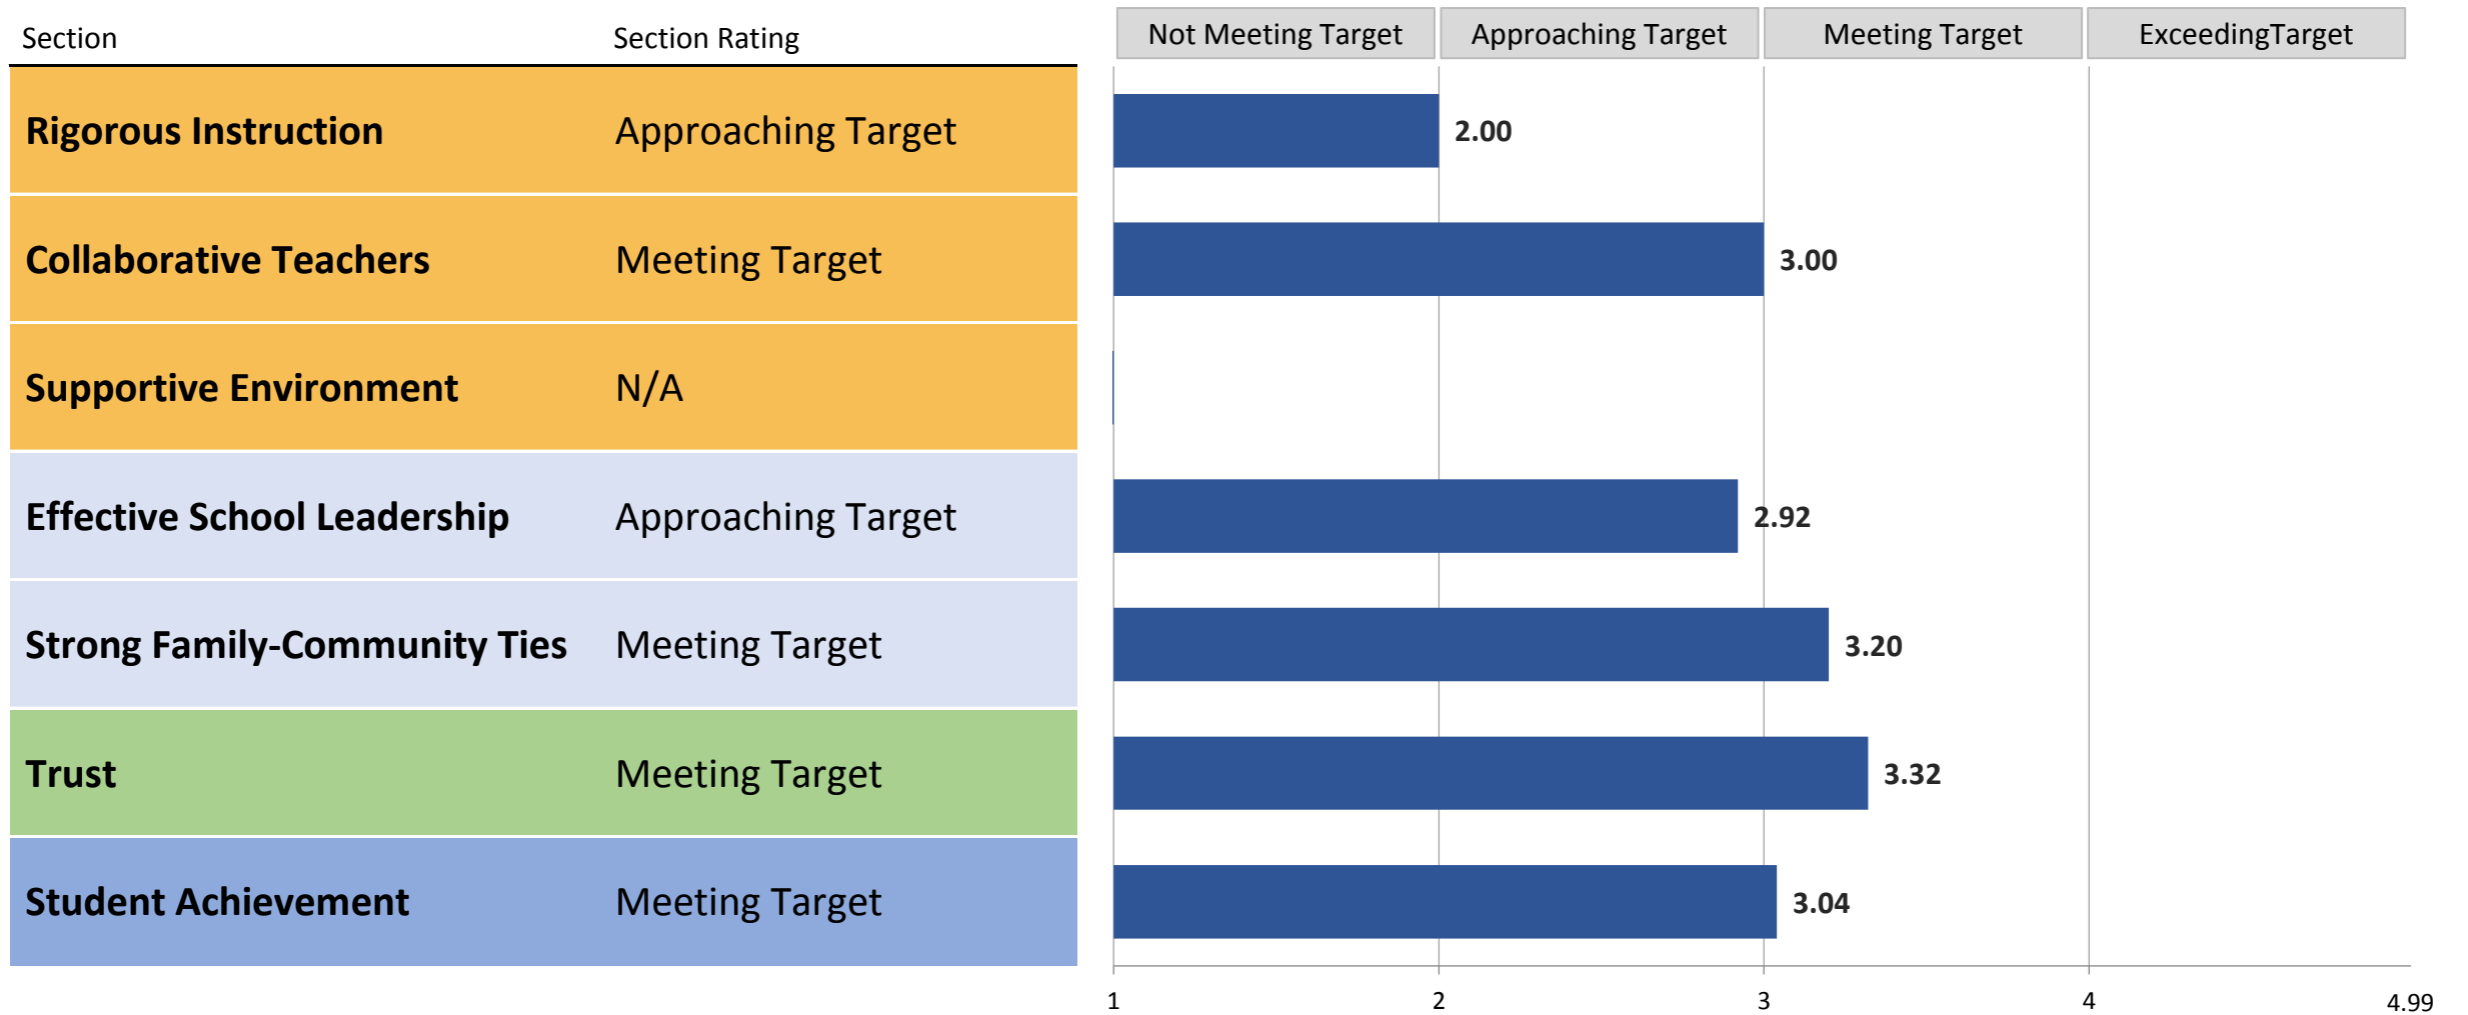 Section Section Rating Not Meeting Target Approaching Target Meeting Target ExceedingTarget
Rigorous Instruction Approaching Target 2.00
Collaborative Teachers Meeting Target 3.00
Supportive Environment N/A
Effective School Leadership Approaching Target 2.92
Strong Family-Community Ties Meeting Target 3.20
Trust Meeting Target 3.32
Student Achievement Meeting Target 3.04
1 2 3 4 4.99